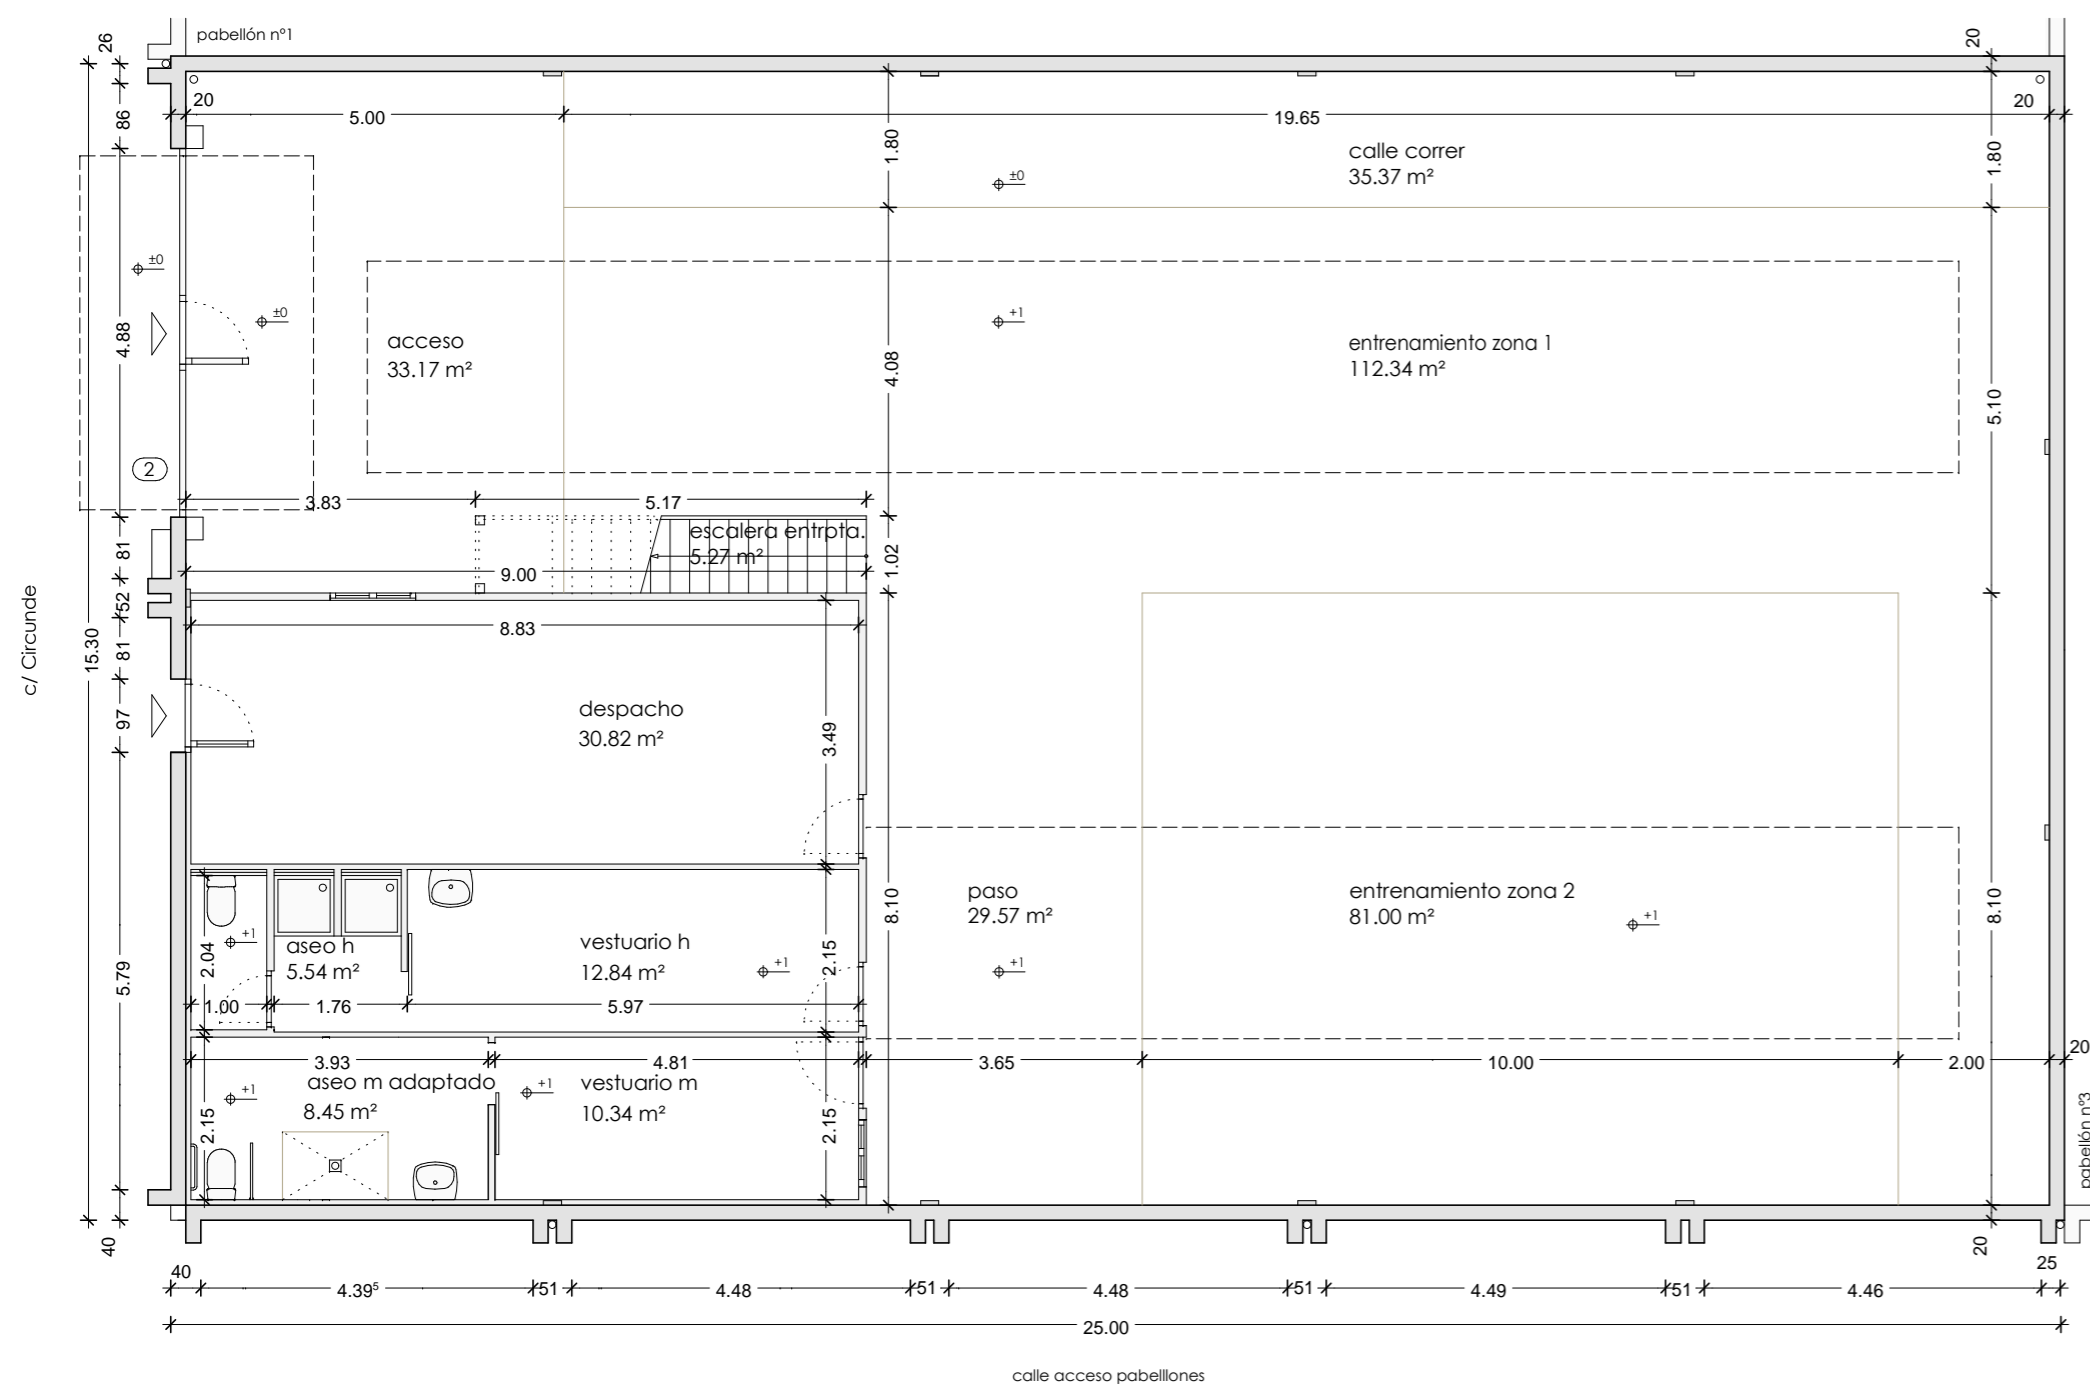 pabellón nº1
26
20
20
20
5.00
19.65
86
1.80
1.80
calle correr
35.37 m²
±0
±0
±0
+1
4.88
acceso
33.17 m²
4.08
entrenamiento zona 1
112.34 m²
5.10
2
3.83
5.17
escalera entrpta.
5.27 m²
81
1.02
9.00
52
c/ Circunde
15.30
81
8.83
97
despacho
30.82 m²
3.49
8.10
8.10
paso
29.57 m²
entrenamiento zona 2
81.00 m²
+1
+1
+1
2.04
aseo h
5.54 m²
vestuario h
12.84 m²
+1
2.15
5.79
1.00
1.76
5.97
3.93
4.81
3.65
10.00
2.00
20
aseo m adaptado
8.45 m²
+1
+1
vestuario m
10.34 m²
2.15
2.15
pabellón nº3
40
20
40
25
4.39⁵
51
4.48
51
4.48
51
4.49
51
4.46
25.00
calle acceso pabelllones